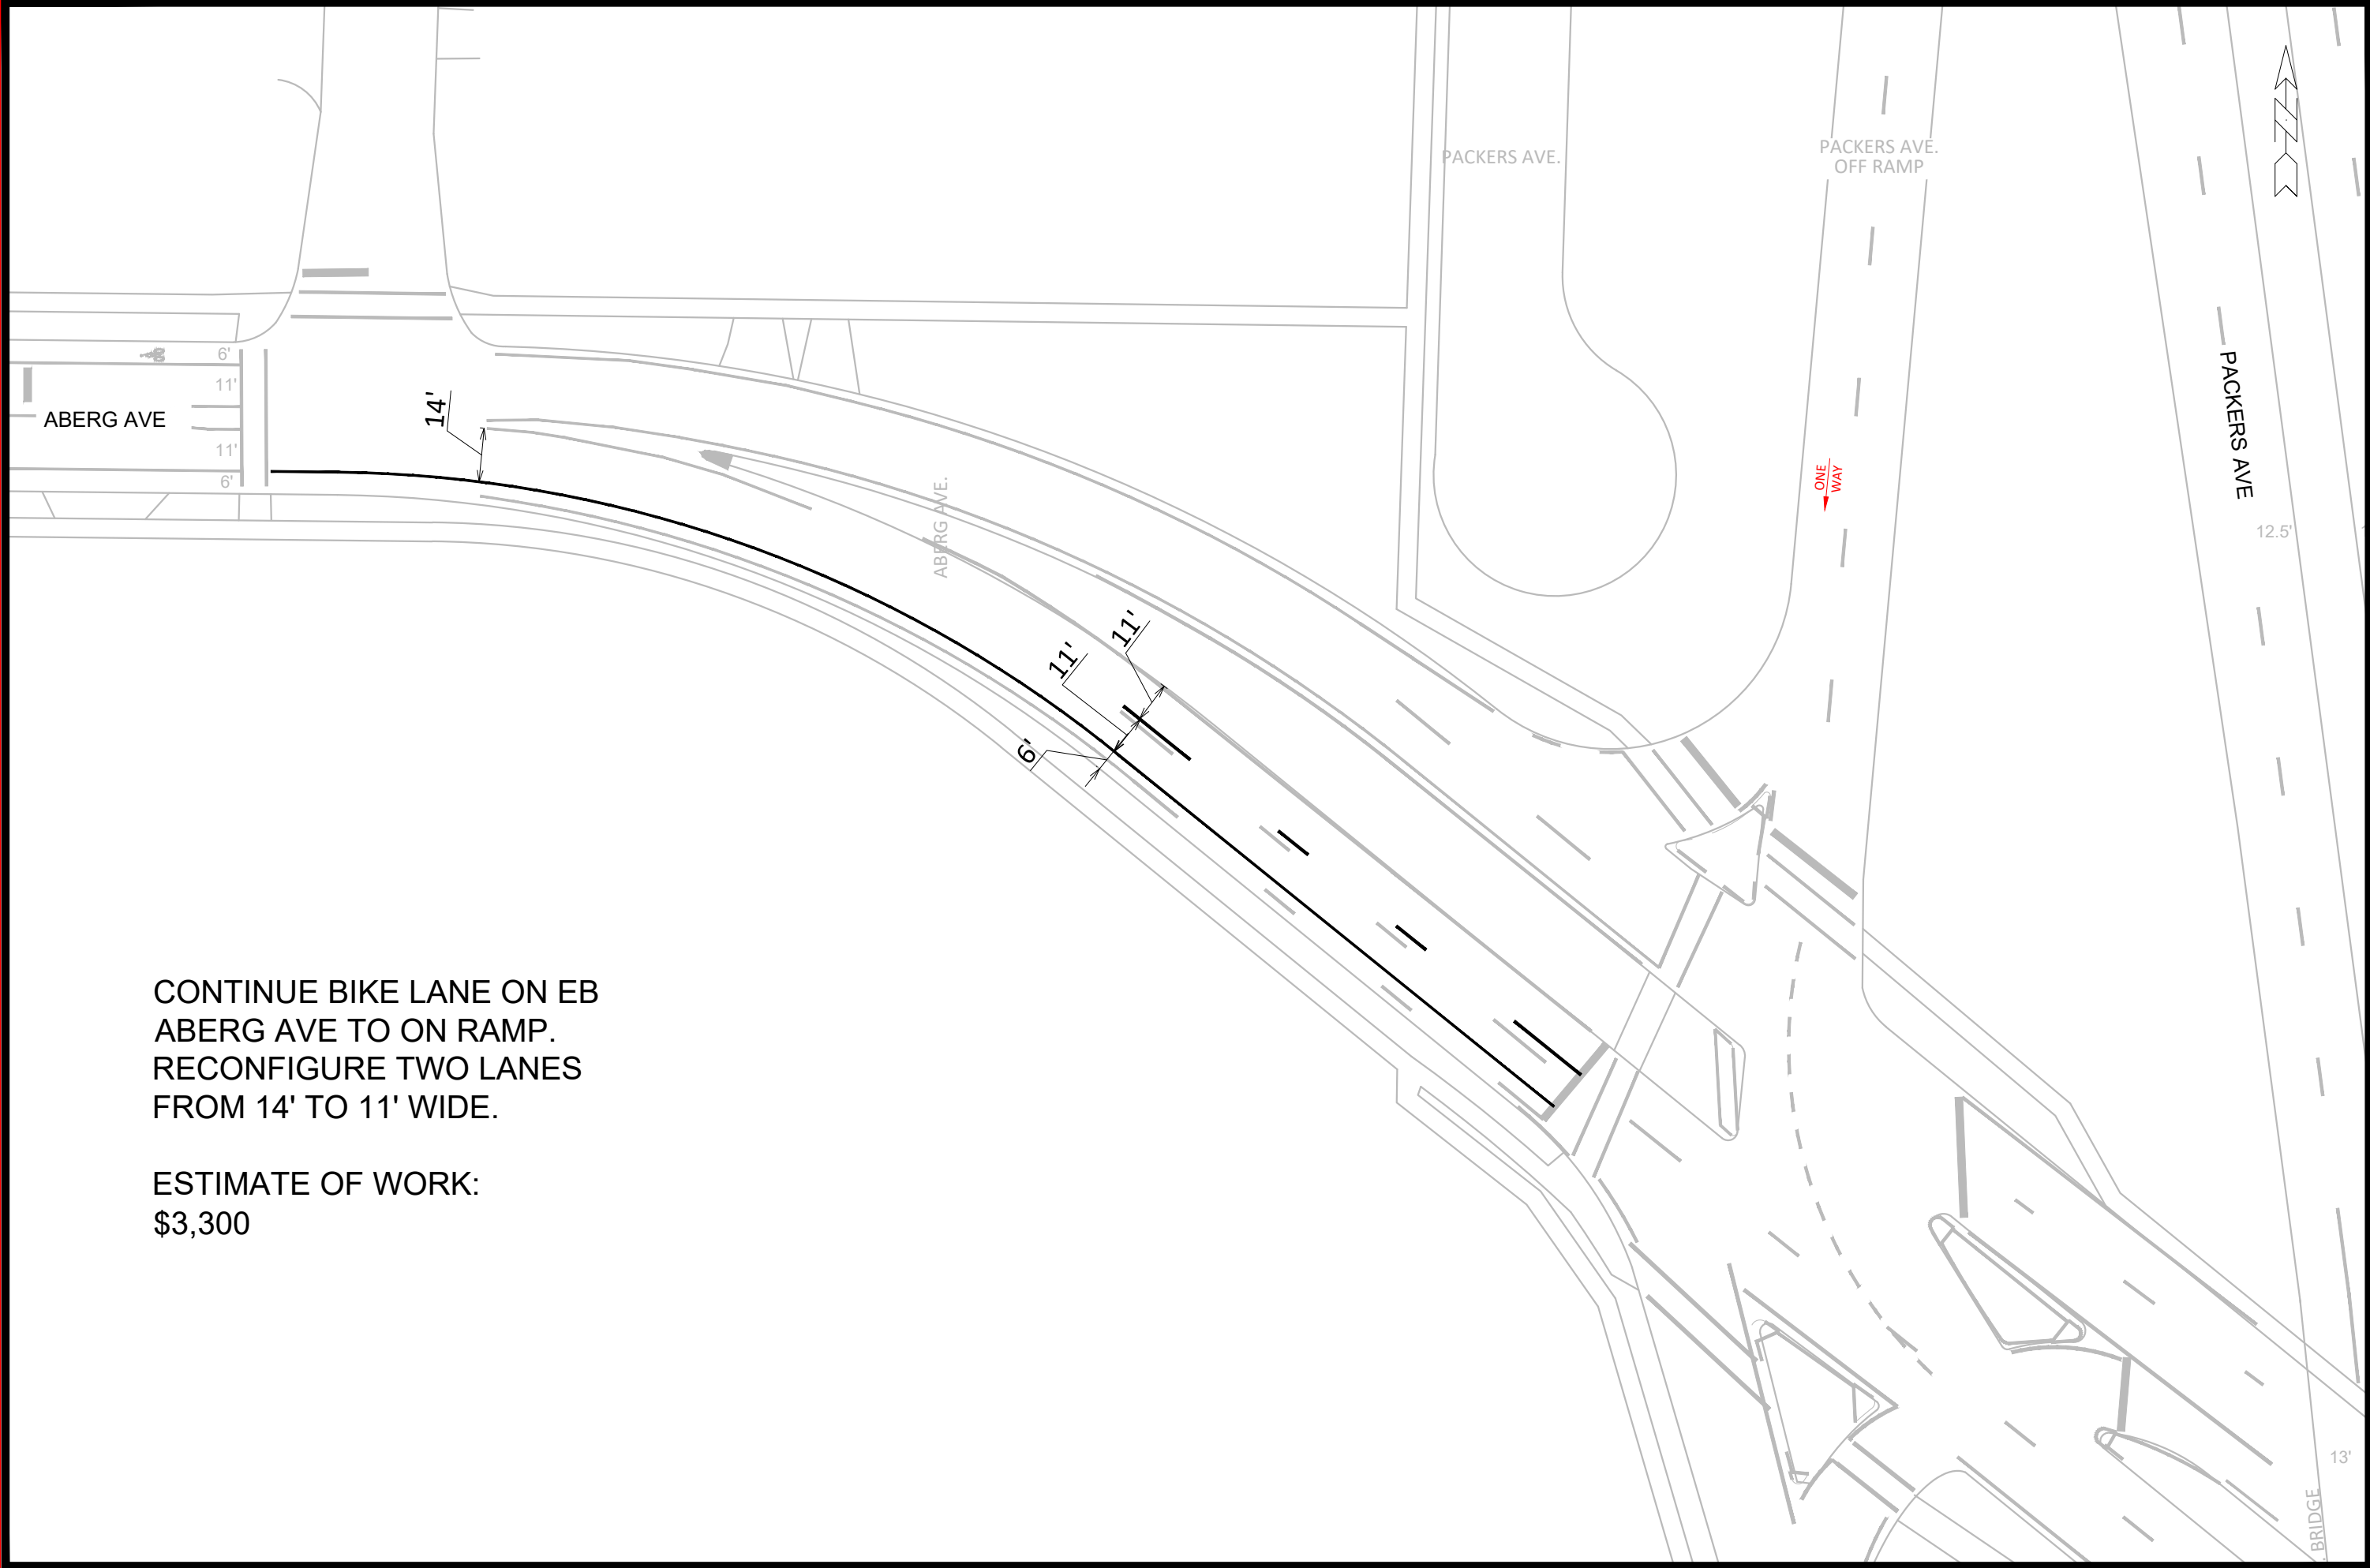 PACKERS AVE.
PACKERS AVE.
OFF RAMP
PACKERS AVE
6'
11'
ABERG AVE
11'
6'
14'
ABERG AVE.
ONE
WAY
12.5'
11'
11'
6'
CONTINUE BIKE LANE ON EB
ABERG AVE TO ON RAMP.
RECONFIGURE TWO LANES
FROM 14' TO 11' WIDE.
ESTIMATE OF WORK:
$3,300
13'
BRIDGE